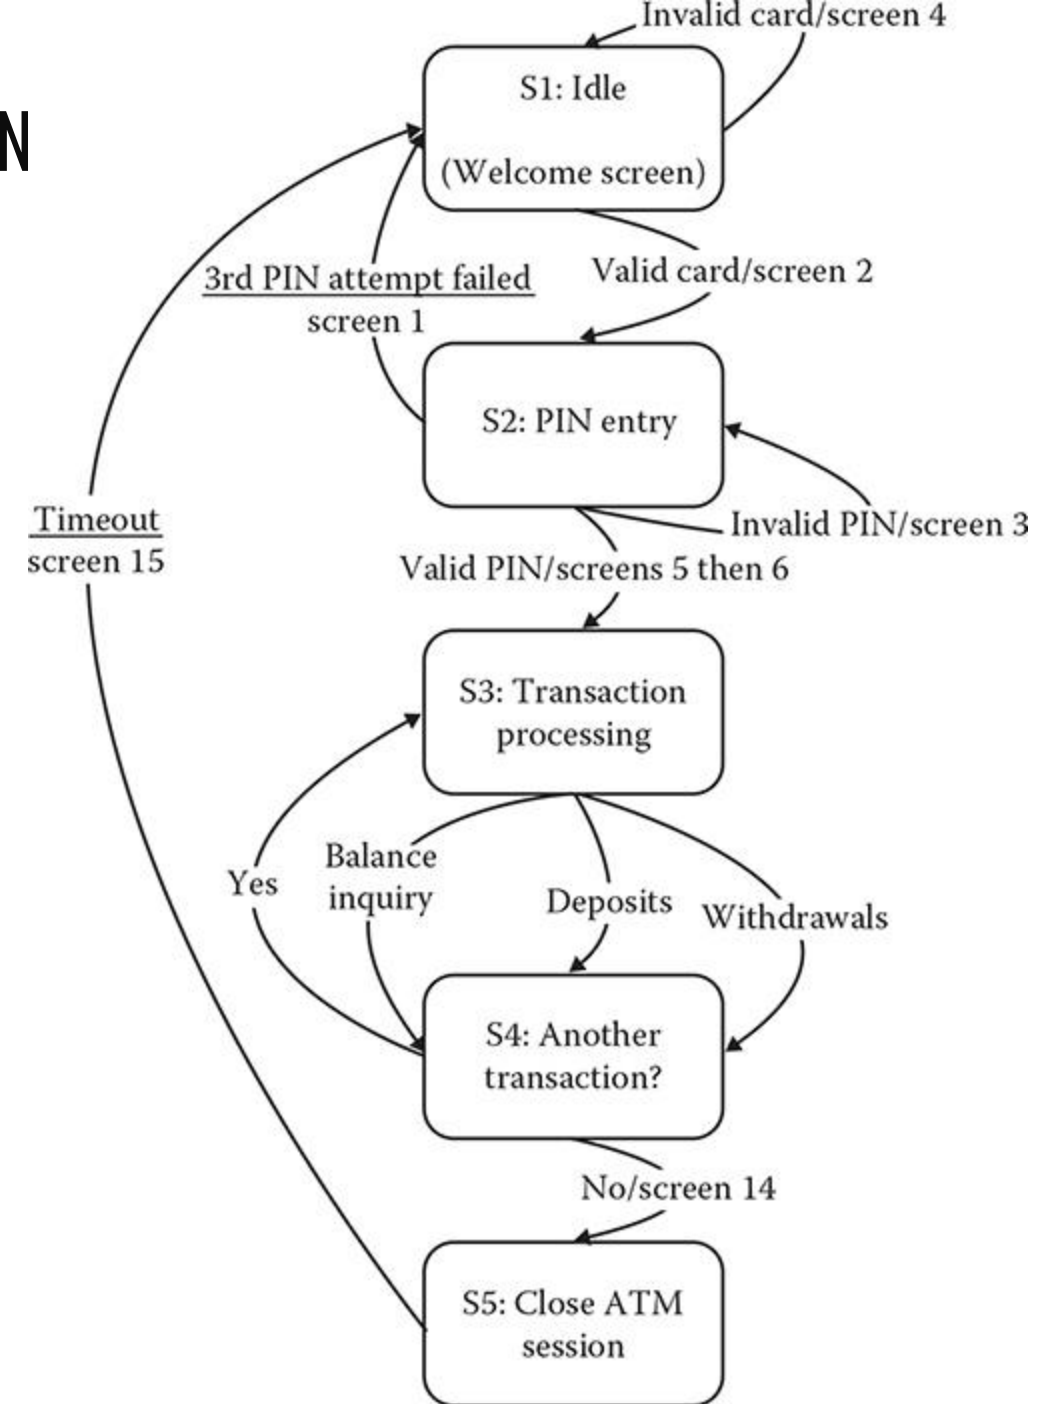 Invalid card/screen 4
S1: Idle
N
(Welcome screen)
3rd PIN attempt failed
screen 1
Valid card/screen 2
S2: PIN entry
Timeout
screen 15
Invalid PIN/screen 3
Valid PIN/screens 5 then 6
S3: Transaction
processing
Yes
Balance
inquiry
Deposits
Withdrawals
S4: Another
transaction?
No/screen 14
S5: Close ATM
session